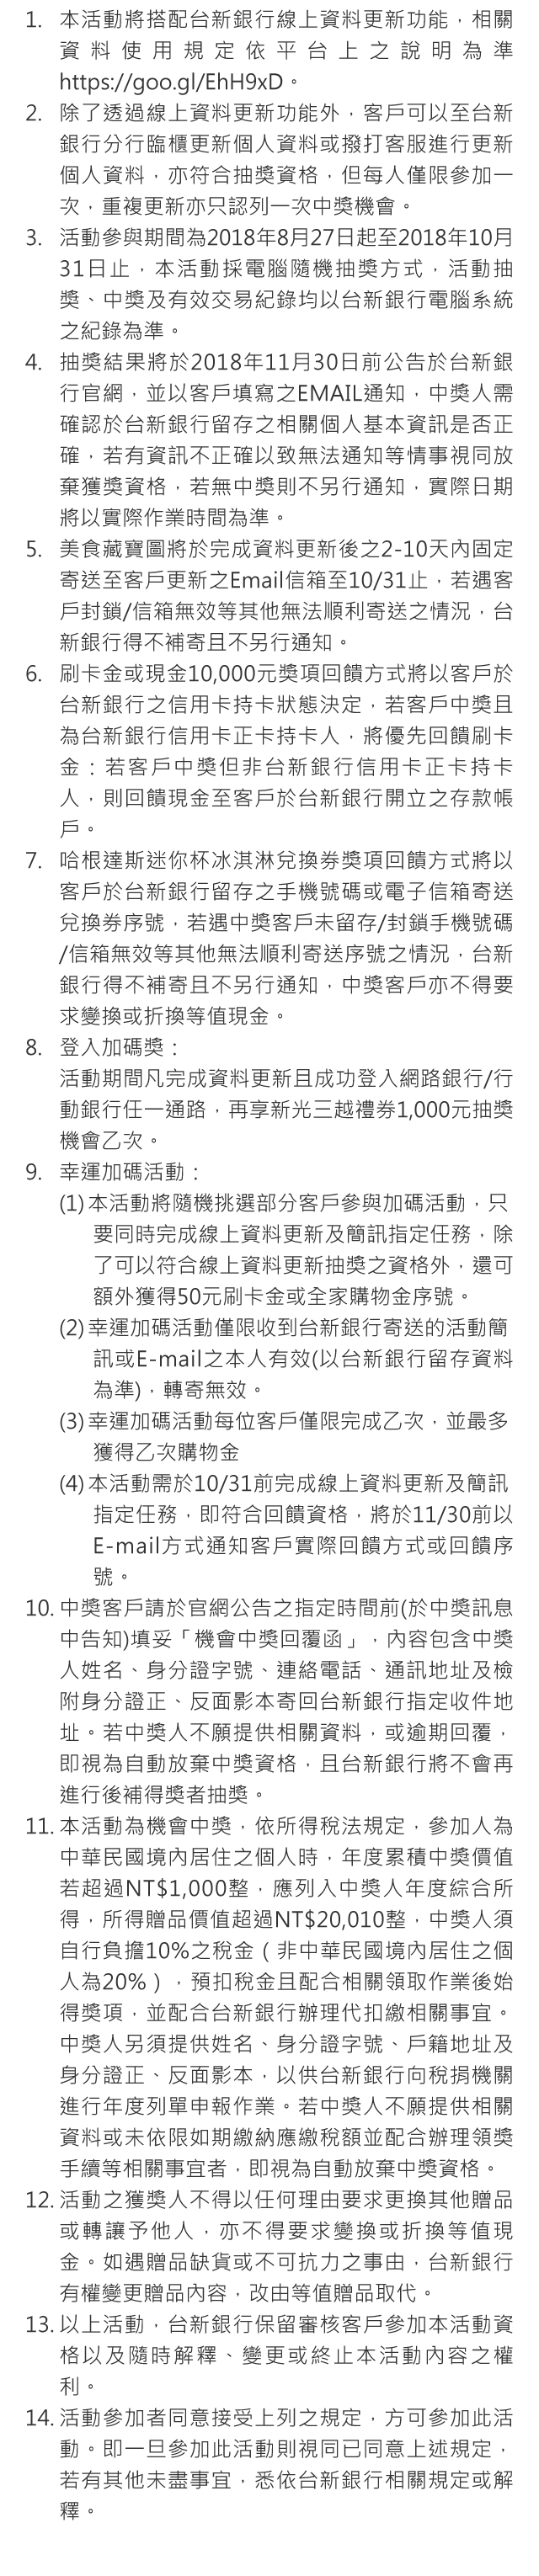 1. 本活動將搭配台新銀行線上資料更新功能，相關
資料使用規定依平台上之說明為準
https://goo.gl/EhH9xD。
2. 除了透過線上資料更新功能外，客戶可以至台新
銀行分行臨櫃更新個人資料或撥打客服進行更新
個人資料，亦符合抽獎資格，但每人僅限參加一
次，重複更新亦只認列一次中獎機會。
3. 活動參與期間為2018年8月27日起至2018年10月
31日止，本活動採電腦隨機抽獎方式，活動抽
獎、中獎及有效交易紀錄均以台新銀行電腦系統
之紀錄為準。
4. 抽獎結果將於2018年11月30日前公告於台新銀
行官網，並以客戶填寫之EMAIL通知，中獎人需
確認於台新銀行留存之相關個人基本資訊是否正
確，若有資訊不正確以致無法通知等情事視同放
棄獲獎資格，若無中獎則不另行通知，實際日期
將以實際作業時間為準。
5. 美食藏寶圖將於完成資料更新後之2-10天內固定
寄送至客戶更新之Email信箱至10/31止，若遇客
戶封鎖/信箱無效等其他無法順利寄送之情況，台
新銀行得不補寄且不另行通知。
6. 刷卡金或現金10,000元獎項回饋方式將以客戶於
台新銀行之信用卡持卡狀態決定，若客戶中獎且
為台新銀行信用卡正卡持卡人，將優先回饋刷卡
金：若客戶中獎但非台新銀行信用卡正卡持卡
人，則回饋現金至客戶於台新銀行開立之存款帳
戶。
7. 哈根達斯迷你杯冰淇淋兌換券獎項回饋方式將以
客戶於台新銀行留存之手機號碼或電子信箱寄送
兌換券序號，若遇中獎客戶未留存/封鎖手機號碼
/信箱無效等其他無法順利寄送序號之情況，台新
銀行得不補寄且不另行通知，中獎客戶亦不得要
求變換或折換等值現金。
8. 登入加碼獎：
活動期間凡完成資料更新且成功登入網路銀行/行
動銀行任一通路，再享新光三越禮券1,000元抽獎
機會乙次。
9. 幸運加碼活動：
(1) 本活動將隨機挑選部分客戶參與加碼活動，只
要同時完成線上資料更新及簡訊指定任務，除
了可以符合線上資料更新抽獎之資格外，還可
額外獲得50元刷卡金或全家購物金序號。
(2) 幸運加碼活動僅限收到台新銀行寄送的活動簡
訊或E-mail之本人有效(以台新銀行留存資料
為準)，轉寄無效。
(3) 幸運加碼活動每位客戶僅限完成乙次，並最多
獲得乙次購物金
(4) 本活動需於10/31前完成線上資料更新及簡訊
指定任務，即符合回饋資格，將於11/30前以
E-mail方式通知客戶實際回饋方式或回饋序
號。
10. 中獎客戶請於官網公告之指定時間前(於中獎訊息
中告知)填妥「機會中獎回覆函」，內容包含中獎
人姓名、身分證字號、連絡電話、通訊地址及檢
附身分證正、反面影本寄回台新銀行指定收件地
址。若中獎人不願提供相關資料，或逾期回覆，
即視為自動放棄中獎資格，且台新銀行將不會再
進行後補得獎者抽獎。
11. 本活動為機會中獎，依所得稅法規定，參加人為
中華民國境內居住之個人時，年度累積中獎價值
若超過NT$1,000整，應列入中獎人年度綜合所
得，所得贈品價值超過NT$20,010整，中獎人須
自行負擔10%之稅金（非中華民國境內居住之個
人為20%），預扣稅金且配合相關領取作業後始
得獎項，並配合台新銀行辦理代扣繳相關事宜。
中獎人另須提供姓名、身分證字號、戶籍地址及
身分證正、反面影本，以供台新銀行向稅捐機關
進行年度列單申報作業。若中獎人不願提供相關
資料或未依限如期繳納應繳稅額並配合辦理領獎
手續等相關事宜者，即視為自動放棄中獎資格。
12. 活動之獲獎人不得以任何理由要求更換其他贈品
或轉讓予他人，亦不得要求變換或折換等值現
金。如遇贈品缺貨或不可抗力之事由，台新銀行
有權變更贈品內容，改由等值贈品取代。
13. 以上活動，台新銀行保留審核客戶參加本活動資
格以及隨時解釋、變更或終止本活動內容之權
利。
14. 活動參加者同意接受上列之規定，方可參加此活
動。即一旦參加此活動則視同已同意上述規定，
若有其他未盡事宜，悉依台新銀行相關規定或解
釋。